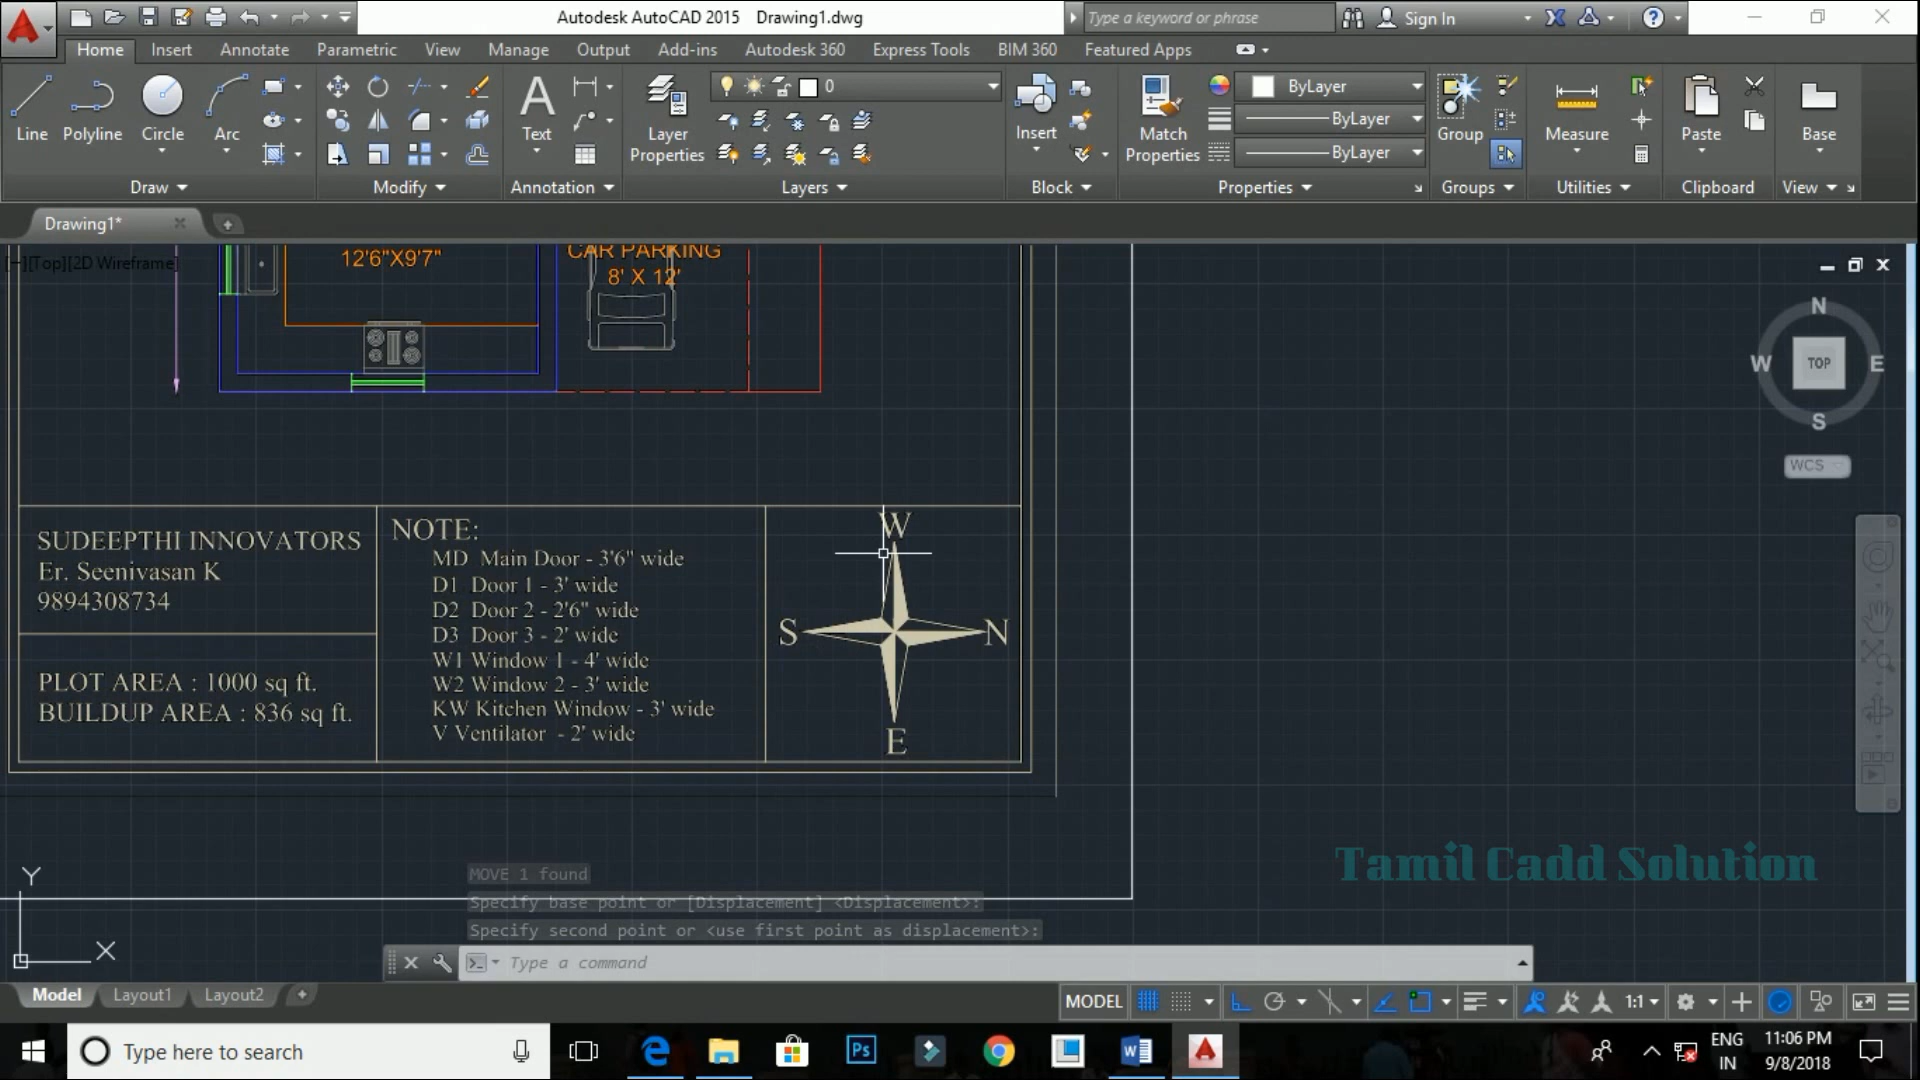 Autodesk AutoCAD 2015 Drawing1.dwg
Type a keyword or phrase
Sign In
Home Insert Annotate Parametric View Manage Output Add-ins Autodesk 360 Express Tools BIM 360 Featured Apps
0
ByLayer
ByLayer
ByLayer
Line Polyline Circle Arc
Text
Layer Properties
Insert
Match Properties
Group
Measure
Paste
Base
Draw Modify Annotation Layers Block Properties Groups Utilities Clipboard View
Drawing1*
[−][Top][2D Wireframe]
12'6"X9'7"
CAR PARKING
8' X 12'
N
W TOP E
S
WCS
SUDEEPTHI INNOVATORS
Er. Seenivasan K
9894308734
PLOT AREA : 1000 sq ft.
BUILDUP AREA : 836 sq ft.
NOTE:
MD Main Door - 3'6" wide
D1 Door 1 - 3' wide
D2 Door 2 - 2'6" wide
D3 Door 3 - 2' wide
W1 Window 1 - 4' wide
W2 Window 2 - 3' wide
KW Kitchen Window - 3' wide
V Ventilator - 2' wide
W
S N
E
Tamil Cadd Solution
Y
X
MOVE 1 found
Specify base point or [Displacement] <Displacement>:
Specify second point or <use first point as displacement>:
Type a command
Model Layout1 Layout2
MODEL 1:1
Type here to search
Ps
ENG
IN
11:06 PM
9/8/2018